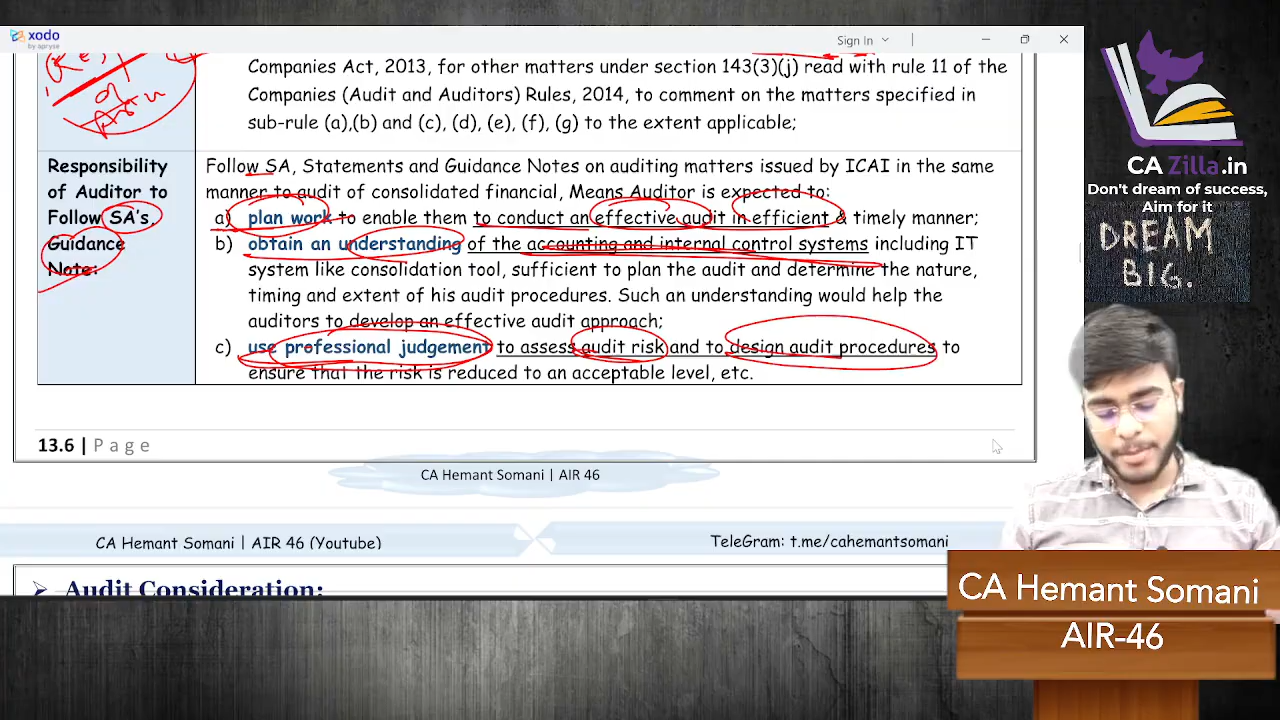 xodo
by apryse
Sign In
Companies Act, 2013, for other matters under section 143(3)(j) read with rule 11 of the
Companies (Audit and Auditors) Rules, 2014, to comment on the matters specified in
sub-rule (a),(b) and (c), (d), (e), (f), (g) to the extent applicable;
Responsibility
of Auditor to
Follow SA's,
Guidance
Note:
Follow SA, Statements and Guidance Notes on auditing matters issued by ICAI in the same
manner to audit of consolidated financial, Means Auditor is expected to:
a) plan work to enable them to conduct an effective audit in efficient & timely manner;
b) obtain an understanding of the accounting and internal control systems including IT
system like consolidation tool, sufficient to plan the audit and determine the nature,
timing and extent of his audit procedures. Such an understanding would help the
auditors to develop an effective audit approach;
c) use professional judgement to assess audit risk and to design audit procedures to
ensure that the risk is reduced to an acceptable level, etc.
13.6 | Page
CA Hemant Somani | AIR 46
CA Hemant Somani | AIR 46 (Youtube)
TeleGram: t.me/cahemantsomani
Audit Consideration:
CA Zilla.in
Don't dream of success,
Aim for it
DREAM
BIG.
CA Hemant Somani
AIR-46